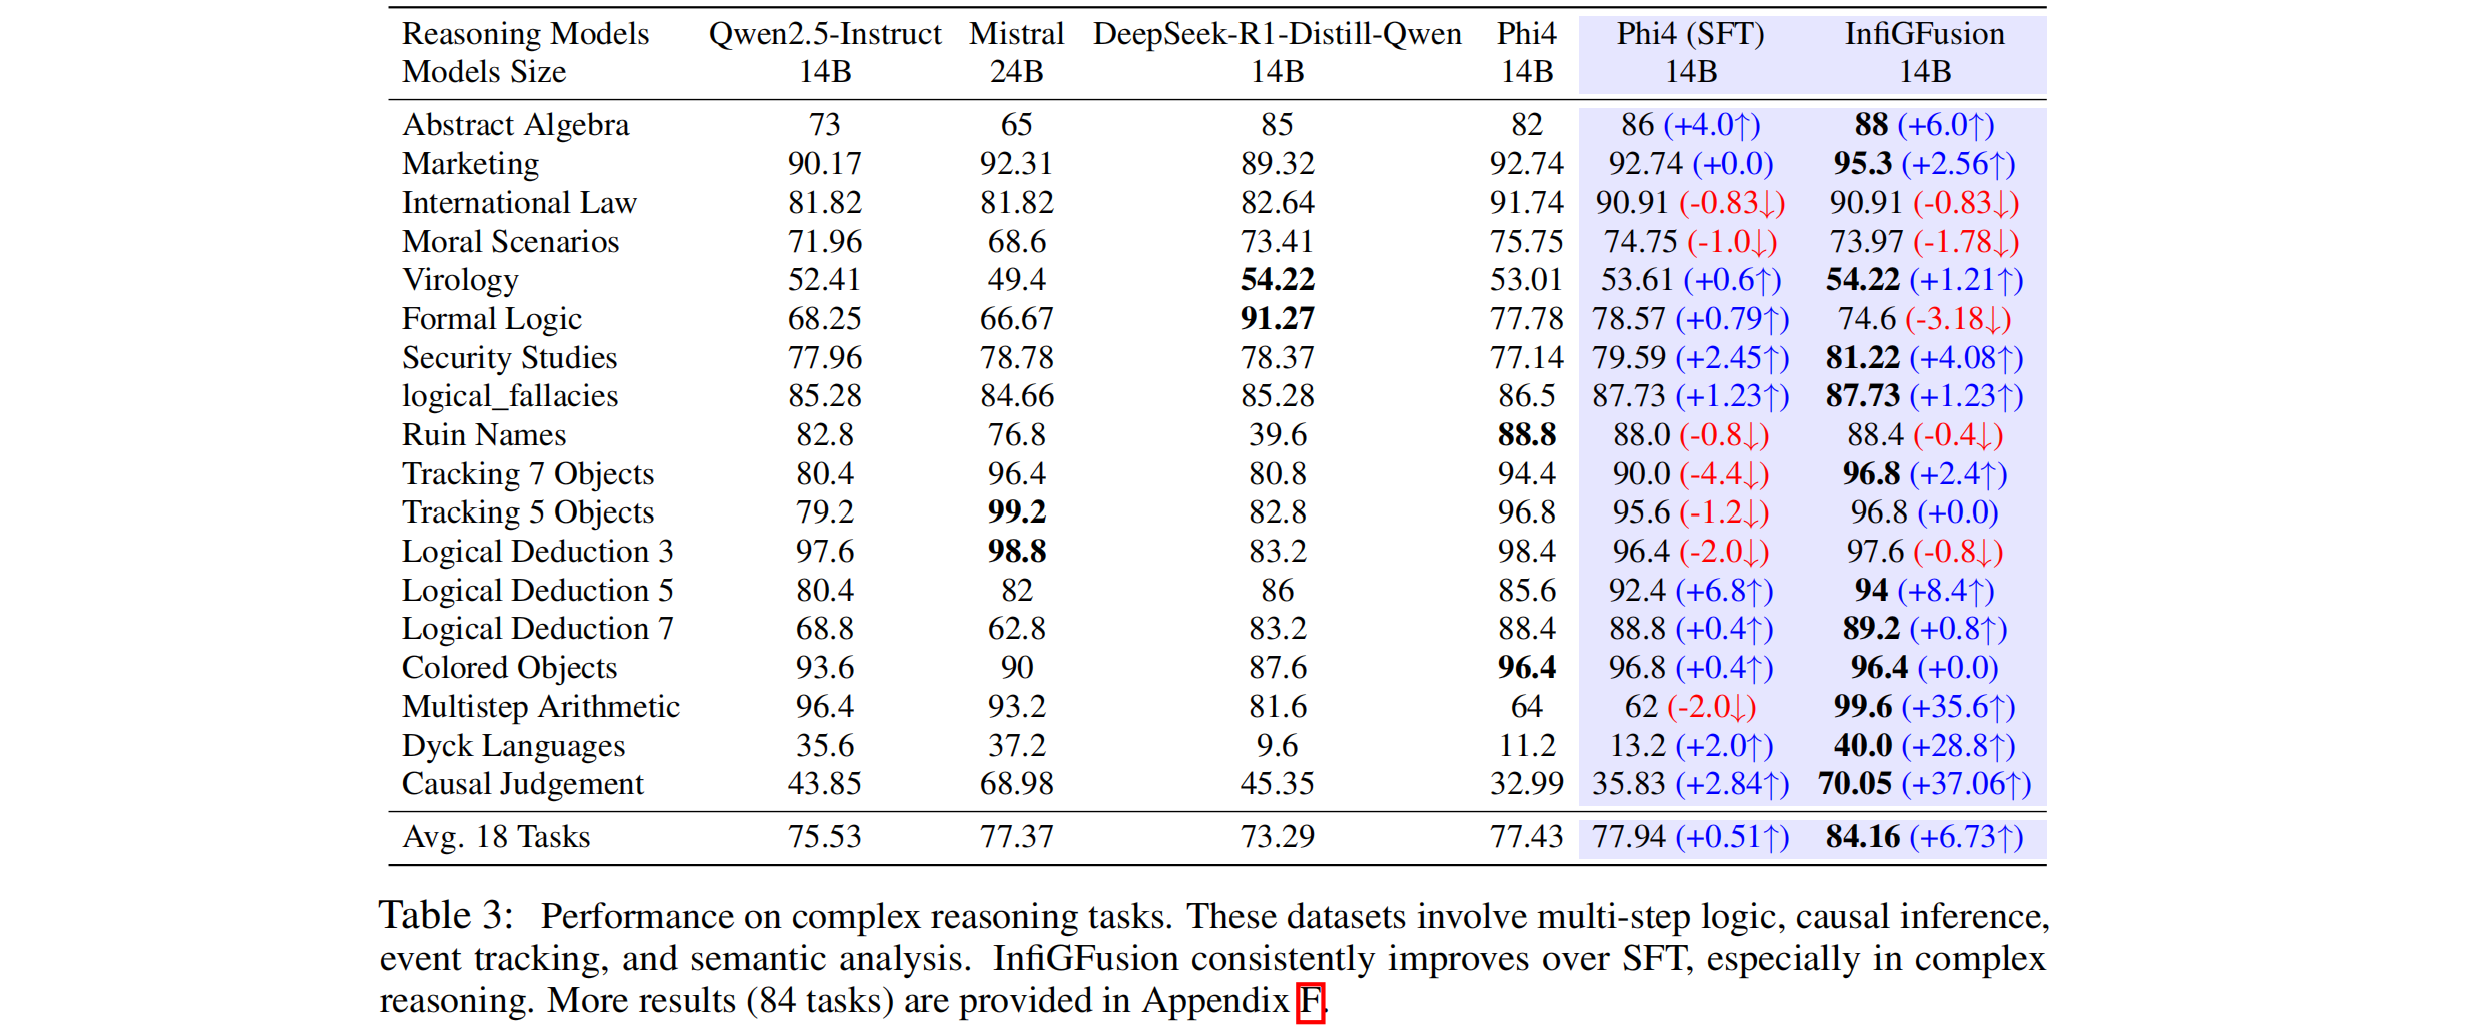 Reasoning Models Qwen2.5-Instruct Mistral DeepSeek-R1-Distill-Qwen Phi4 Phi4 (SFT) InfiGFusion
Models Size 14B 24B 14B 14B 14B 14B
Abstract Algebra 73 65 85 82 86 (+4.0↑) 88 (+6.0↑)
Marketing 90.17 92.31 89.32 92.74 92.74 (+0.0) 95.3 (+2.56↑)
International Law 81.82 81.82 82.64 91.74 90.91 (-0.83↓) 90.91 (-0.83↓)
Moral Scenarios 71.96 68.6 73.41 75.75 74.75 (-1.0↓) 73.97 (-1.78↓)
Virology 52.41 49.4 54.22 53.01 53.61 (+0.6↑) 54.22 (+1.21↑)
Formal Logic 68.25 66.67 91.27 77.78 78.57 (+0.79↑) 74.6 (-3.18↓)
Security Studies 77.96 78.78 78.37 77.14 79.59 (+2.45↑) 81.22 (+4.08↑)
logical_fallacies 85.28 84.66 85.28 86.5 87.73 (+1.23↑) 87.73 (+1.23↑)
Ruin Names 82.8 76.8 39.6 88.8 88.0 (-0.8↓) 88.4 (-0.4↓)
Tracking 7 Objects 80.4 96.4 80.8 94.4 90.0 (-4.4↓) 96.8 (+2.4↑)
Tracking 5 Objects 79.2 99.2 82.8 96.8 95.6 (-1.2↓) 96.8 (+0.0)
Logical Deduction 3 97.6 98.8 83.2 98.4 96.4 (-2.0↓) 97.6 (-0.8↓)
Logical Deduction 5 80.4 82 86 85.6 92.4 (+6.8↑) 94 (+8.4↑)
Logical Deduction 7 68.8 62.8 83.2 88.4 88.8 (+0.4↑) 89.2 (+0.8↑)
Colored Objects 93.6 90 87.6 96.4 96.8 (+0.4↑) 96.4 (+0.0)
Multistep Arithmetic 96.4 93.2 81.6 64 62 (-2.0↓) 99.6 (+35.6↑)
Dyck Languages 35.6 37.2 9.6 11.2 13.2 (+2.0↑) 40.0 (+28.8↑)
Causal Judgement 43.85 68.98 45.35 32.99 35.83 (+2.84↑) 70.05 (+37.06↑)
Avg. 18 Tasks 75.53 77.37 73.29 77.43 77.94 (+0.51↑) 84.16 (+6.73↑)
Table 3: Performance on complex reasoning tasks. These datasets involve multi-step logic, causal inference,
event tracking, and semantic analysis. InfiGFusion consistently improves over SFT, especially in complex
reasoning. More results (84 tasks) are provided in Appendix F.